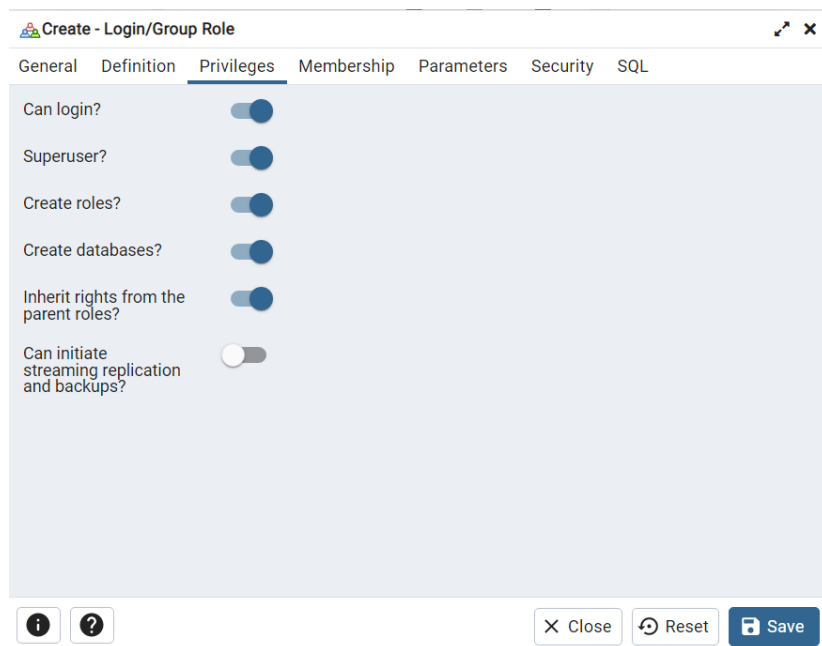 Create - Login/Group Role
General Definition Privileges Membership Parameters Security SQL
Can login?
Superuser?
Create roles?
Create databases?
Inherit rights from the
parent roles?
Can initiate
streaming replication
and backups?
Close Reset Save